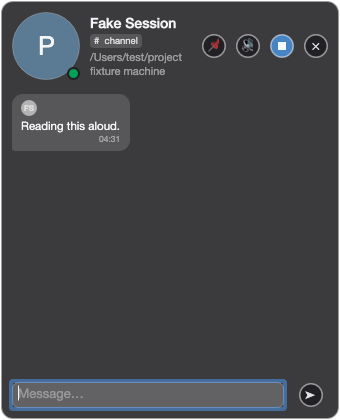 P
Fake Session
# channel
/Users/test/project
fixture machine
FS
Reading this aloud.
04:31
Message…